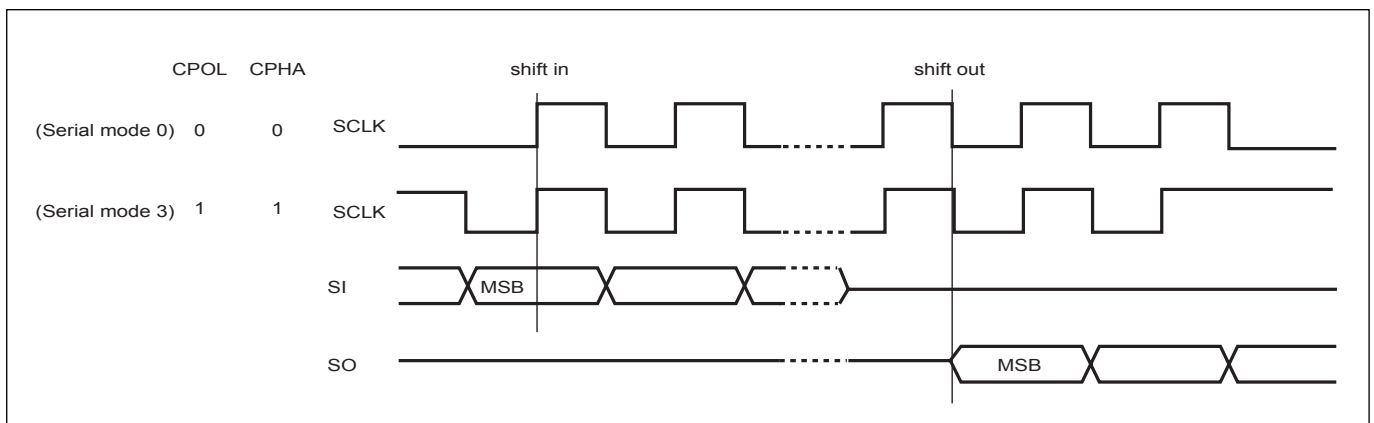 CPOL CPHA shift in shift out
(Serial mode 0) 0 0 SCLK
(Serial mode 3) 1 1 SCLK
SI MSB
SO MSB